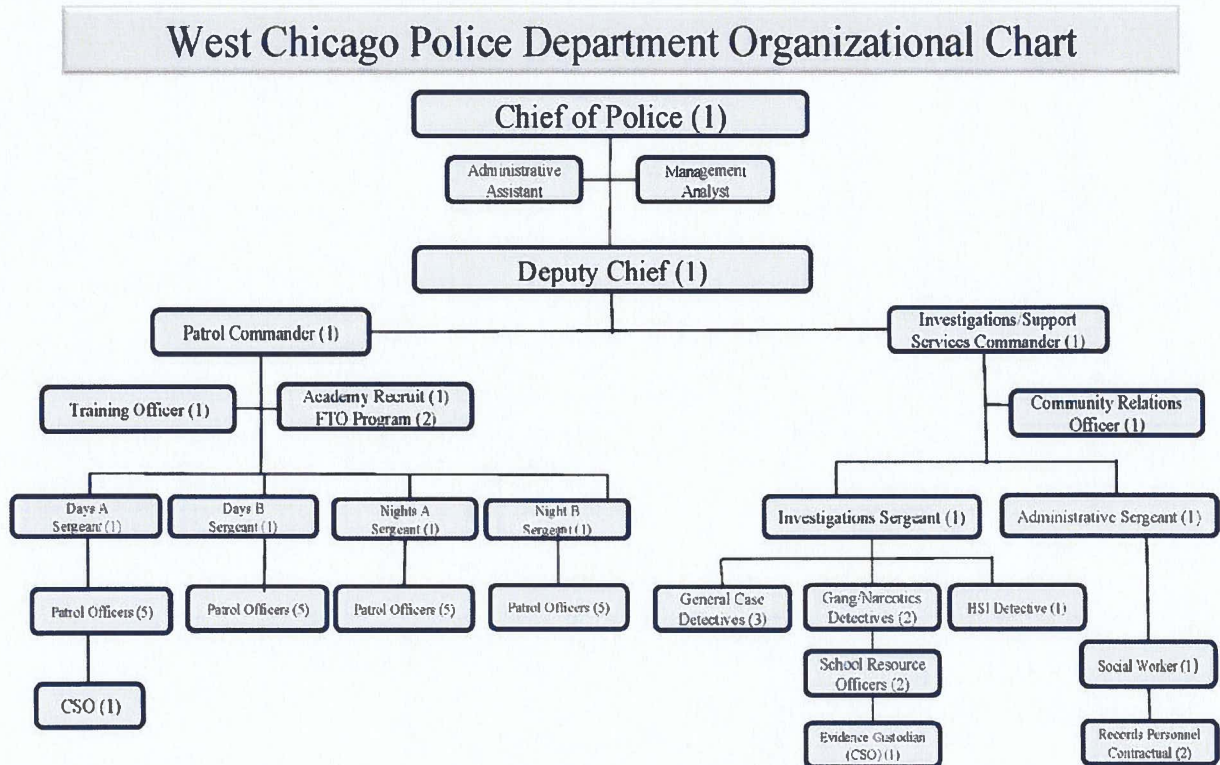 West Chicago Police Department Organizational Chart
Chief of Police (1)
Administrative
Assistant
Management
Analyst
Deputy Chief (1)
Patrol Commander (1)
Investigations/Support
Services Commander (1)
Training Officer (1)
Academy Recruit (1)
FTO Program (2)
Community Relations
Officer (1)
Days A
Sergeant (1)
Days B
Sergeant (1)
Nights A
Sergeant (1)
Night B
Sergeant (1)
Investigations Sergeant (1)
Administrative Sergeant (1)
Patrol Officers (5)
Patrol Officers (5)
Patrol Officers (5)
Patrol Officers (5)
General Case
Detectives (3)
Gang/Narcotics
Detectives (2)
HSI Detective (1)
CSO (1)
School Resource
Officers (2)
Social Worker (1)
Evidence Custodian
(CSO) (1)
Records Personnel
Contractual (2)